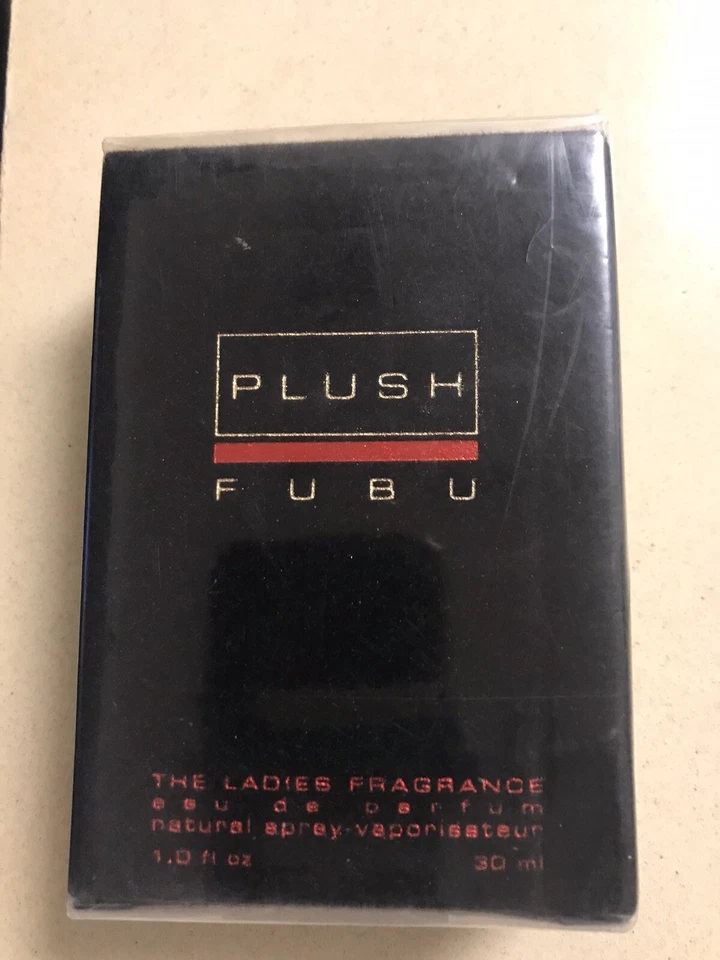 PLUSH
FUBU
THE LADIES FRAGRANCE
eau de parfum
natural spray-vaporisateur
1.0 fl oz 30 ml